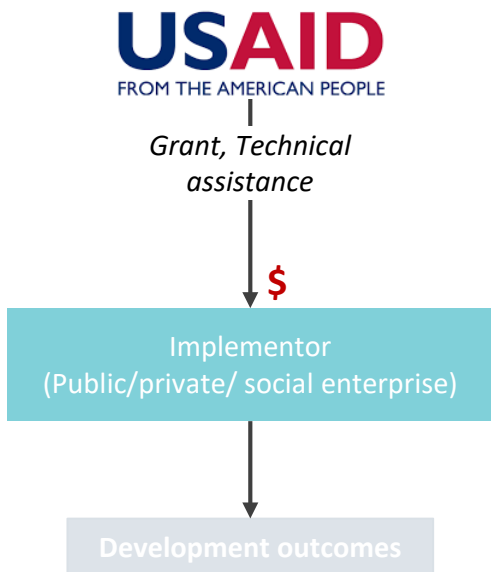 USAID
FROM THE AMERICAN PEOPLE
Grant, Technical
assistance
$
Implementor
(Public/private/ social enterprise)
Development outcomes